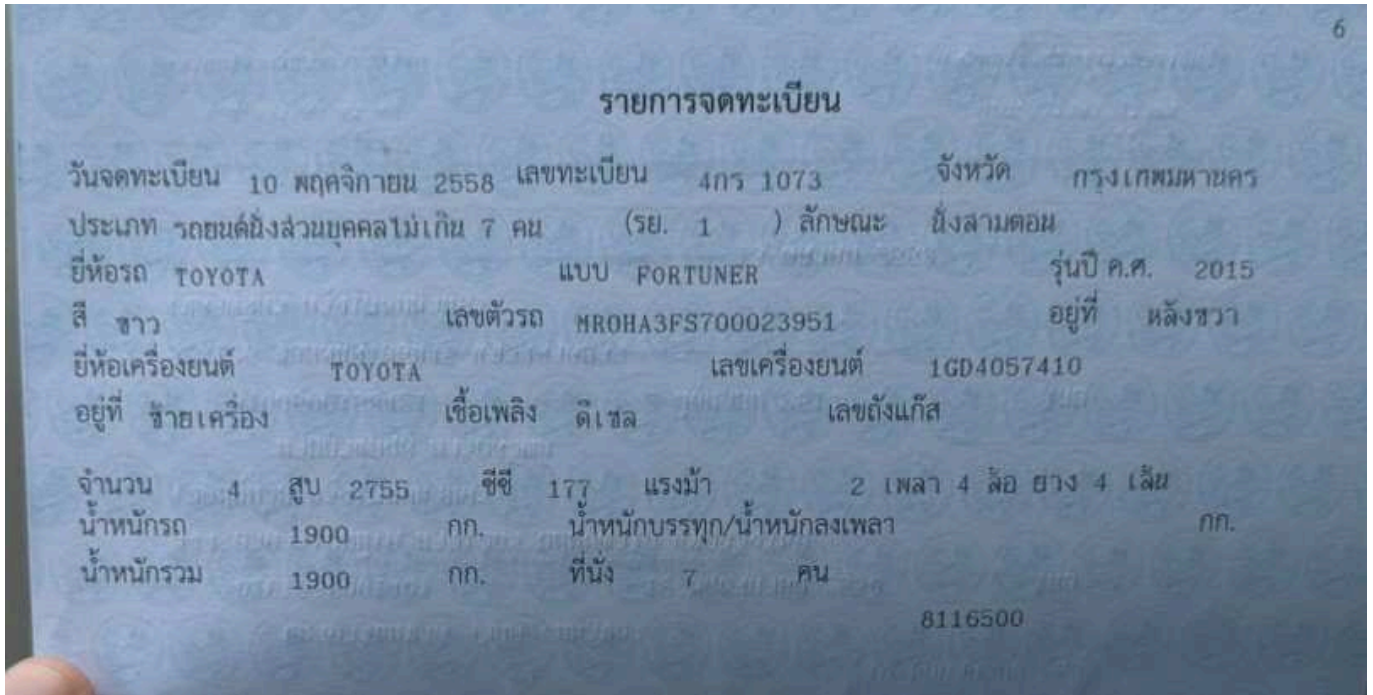 6
รายการจดทะเบียน
วันจดทะเบียน 10 พฤศจิกายน 2558 เลขทะเบียน 4กร 1073 จังหวัด กรุงเทพมหานคร
ประเภท รถยนต์นั่งส่วนบุคคลไม่เกิน 7 คน (รย. 1 ) ลักษณะ นั่งสามตอน
ยี่ห้อรถ TOYOTA แบบ FORTUNER รุ่นปี ค.ศ. 2015
สี ขาว เลขตัวรถ MR0HA3FS700023951 อยู่ที่ หลังขวา
ยี่ห้อเครื่องยนต์ TOYOTA เลขเครื่องยนต์ 1GD4057410
อยู่ที่ ซ้ายเครื่อง เชื้อเพลิง ดีเซล เลขถังแก๊ส
จำนวน 4 สูบ 2755 ซีซี 177 แรงม้า 2 เพลา 4 ล้อ ยาง 4 เส้น
น้ำหนักรถ 1900 กก. น้ำหนักบรรทุก/น้ำหนักลงเพลา กก.
น้ำหนักรวม 1900 กก. ที่นั่ง 7 คน
8116500